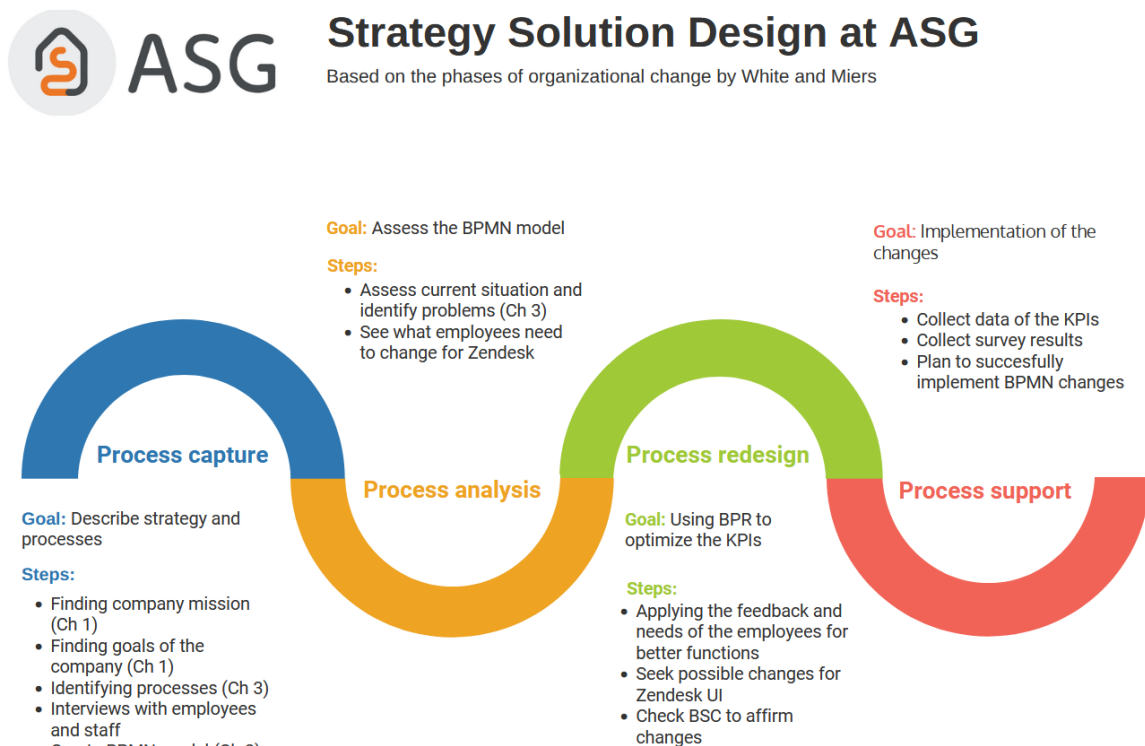 ASG
Strategy Solution Design at ASG
Based on the phases of organizational change by White and Miers
Process capture
Goal: Describe strategy and
processes
Steps:
• Finding company mission
(Ch 1)
• Finding goals of the
company (Ch 1)
• Identifying processes (Ch 3)
• Interviews with employees
and staff
Goal: Assess the BPMN model
Steps:
• Assess current situation and
identify problems (Ch 3)
• See what employees need
to change for Zendesk
Process analysis
Process redesign
Goal: Using BPR to
optimize the KPIs
Steps:
• Applying the feedback and
needs of the employees for
better functions
• Seek possible changes for
Zendesk UI
• Check BSC to affirm
changes
Goal: Implementation of the
changes
Steps:
• Collect data of the KPIs
• Collect survey results
• Plan to succesfully
implement BPMN changes
Process support